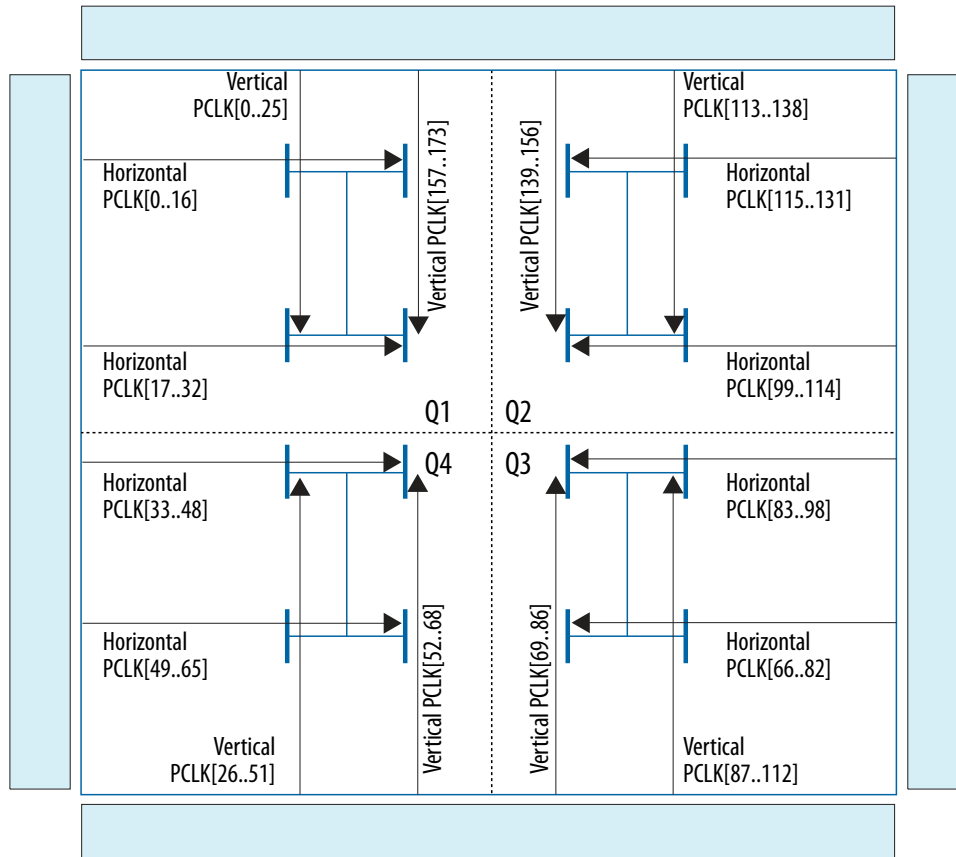 Vertical
PCLK[0..25]
Vertical
PCLK[113..138]
Vertical PCLK[157..173]
Vertical PCLK[139..156]
Horizontal
PCLK[0..16]
Horizontal
PCLK[115..131]
Horizontal
PCLK[17..32]
Horizontal
PCLK[99..114]
Q1
Q2
Q4
Q3
Horizontal
PCLK[33..48]
Horizontal
PCLK[83..98]
Vertical PCLK[52..68]
Vertical PCLK[69..86]
Horizontal
PCLK[49..65]
Horizontal
PCLK[66..82]
Vertical
PCLK[26..51]
Vertical
PCLK[87..112]